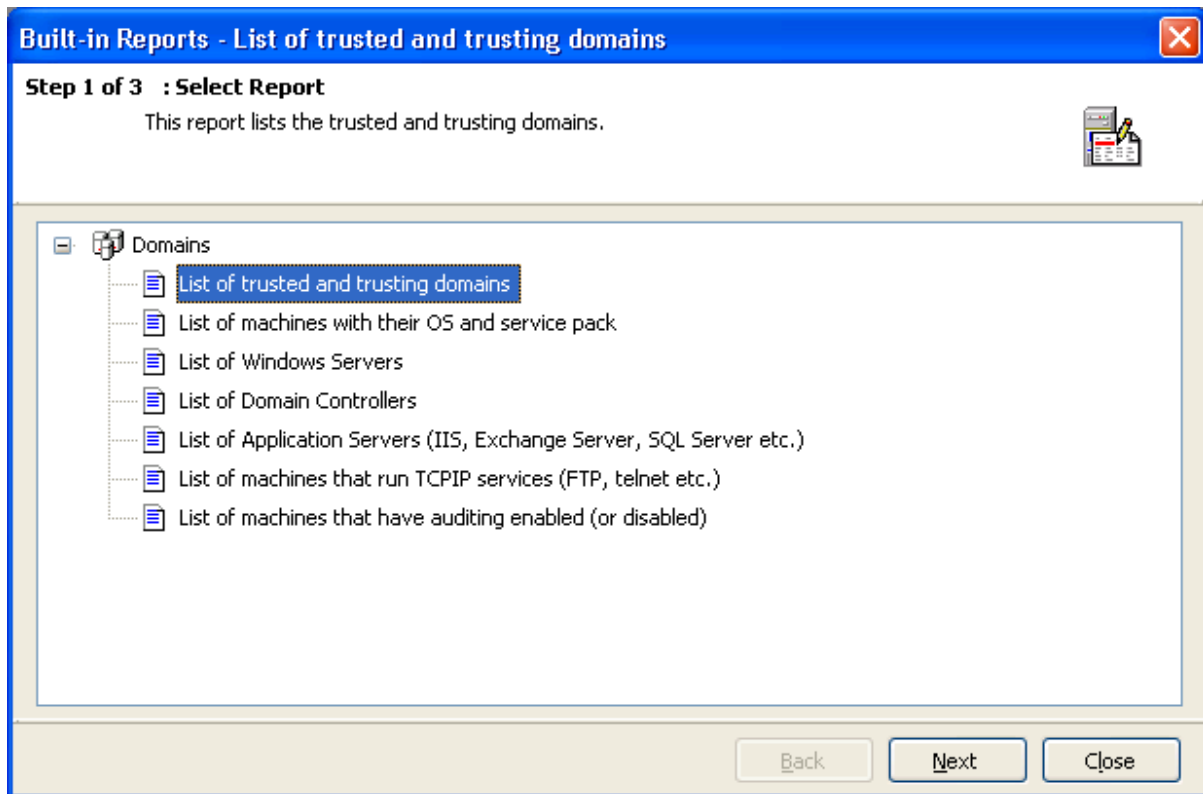 Built-in Reports - List of trusted and trusting domains
Step 1 of 3 : Select Report
This report lists the trusted and trusting domains.
Domains
List of trusted and trusting domains
List of machines with their OS and service pack
List of Windows Servers
List of Domain Controllers
List of Application Servers (IIS, Exchange Server, SQL Server etc.)
List of machines that run TCPIP services (FTP, telnet etc.)
List of machines that have auditing enabled (or disabled)
Back Next Close